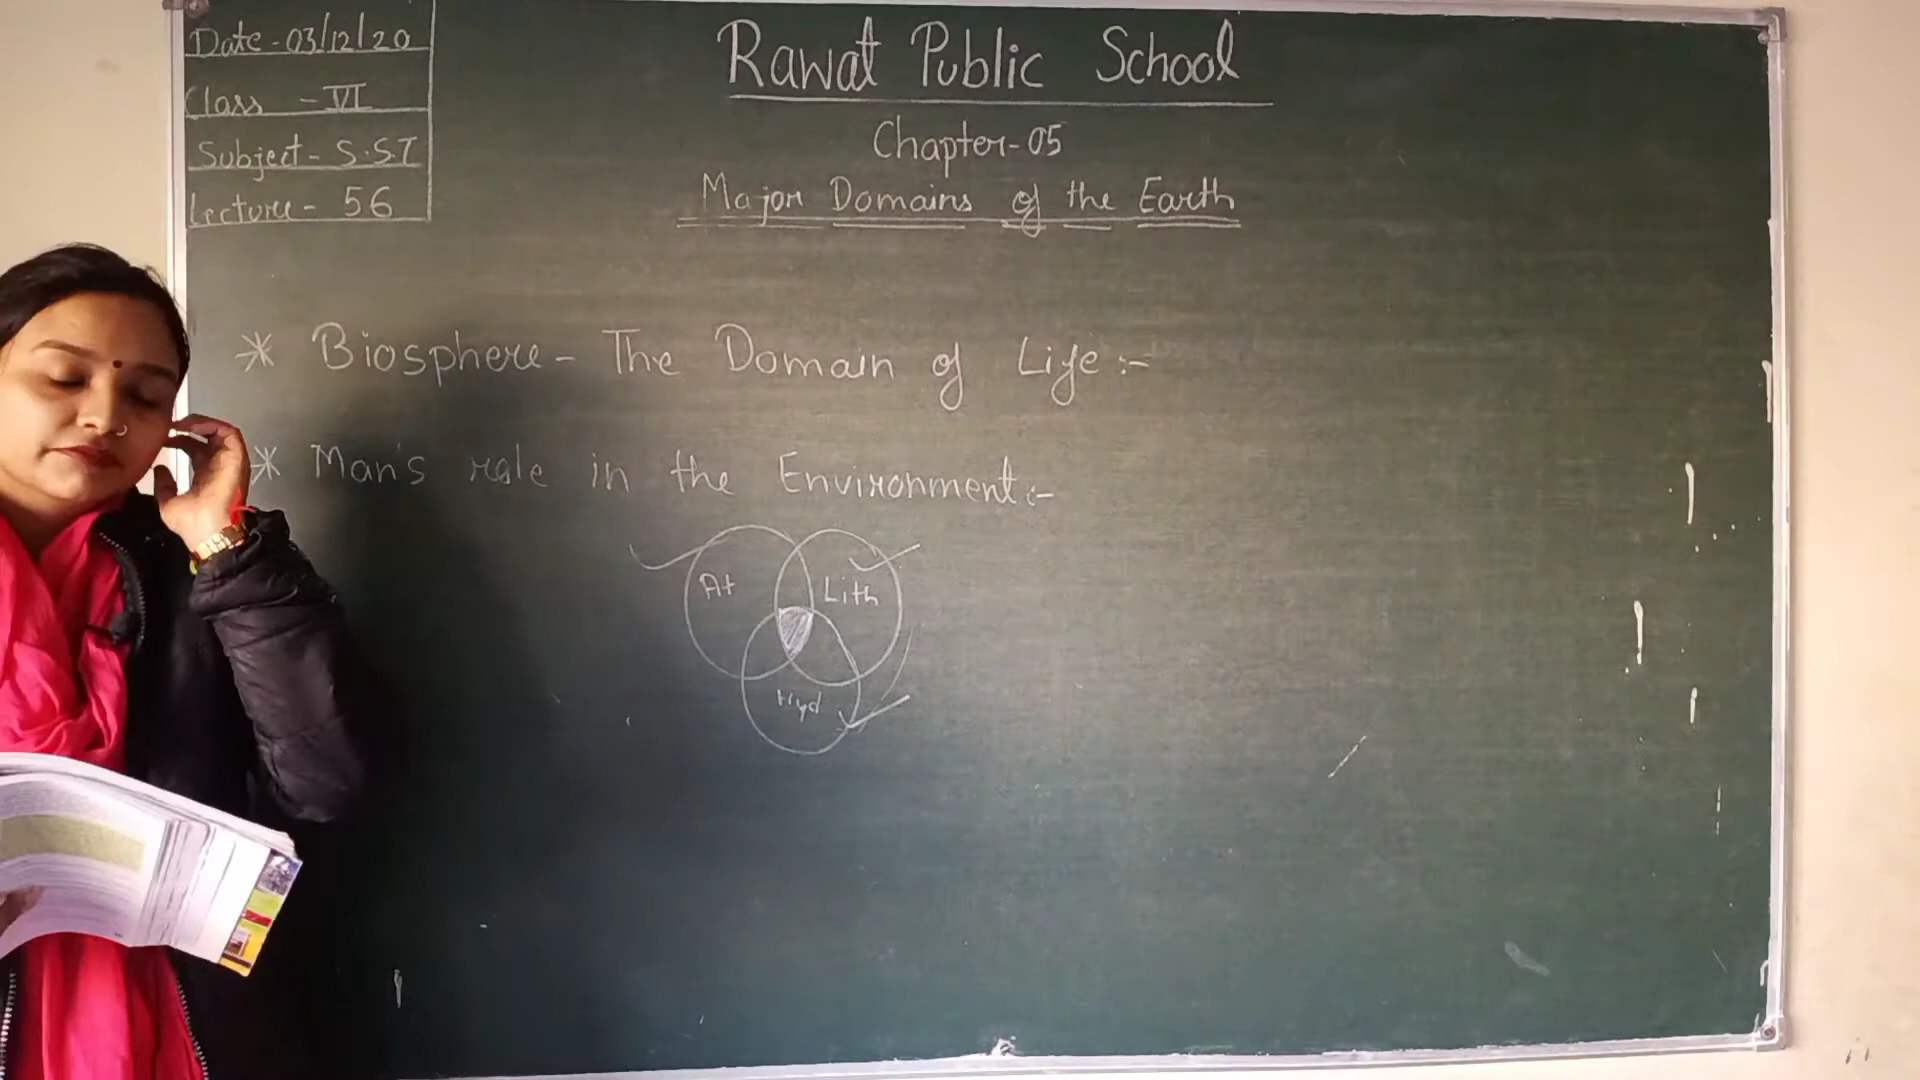 Date - 03/12/20
Class - VI
Subject - S.S.T
Lecture - 56
Rawat Public School
Chapter-05
Major Domains of the Earth
* Biosphere - The Domain of Life :-
* Man's role in the Environment :-
At
Lith
Hyd